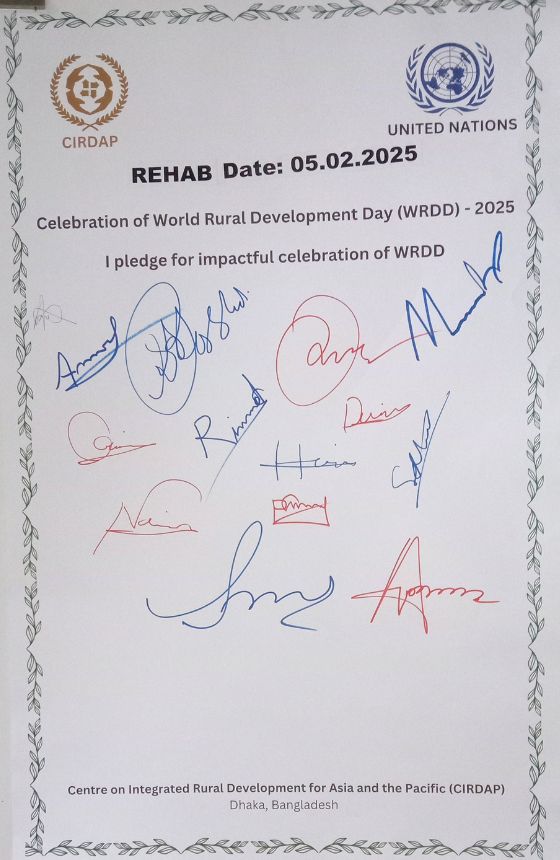 CIRDAP
UNITED NATIONS
REHAB Date: 05.02.2025
Celebration of World Rural Development Day (WRDD) - 2025
I pledge for impactful celebration of WRDD
Centre on Integrated Rural Development for Asia and the Pacific (CIRDAP)
Dhaka, Bangladesh